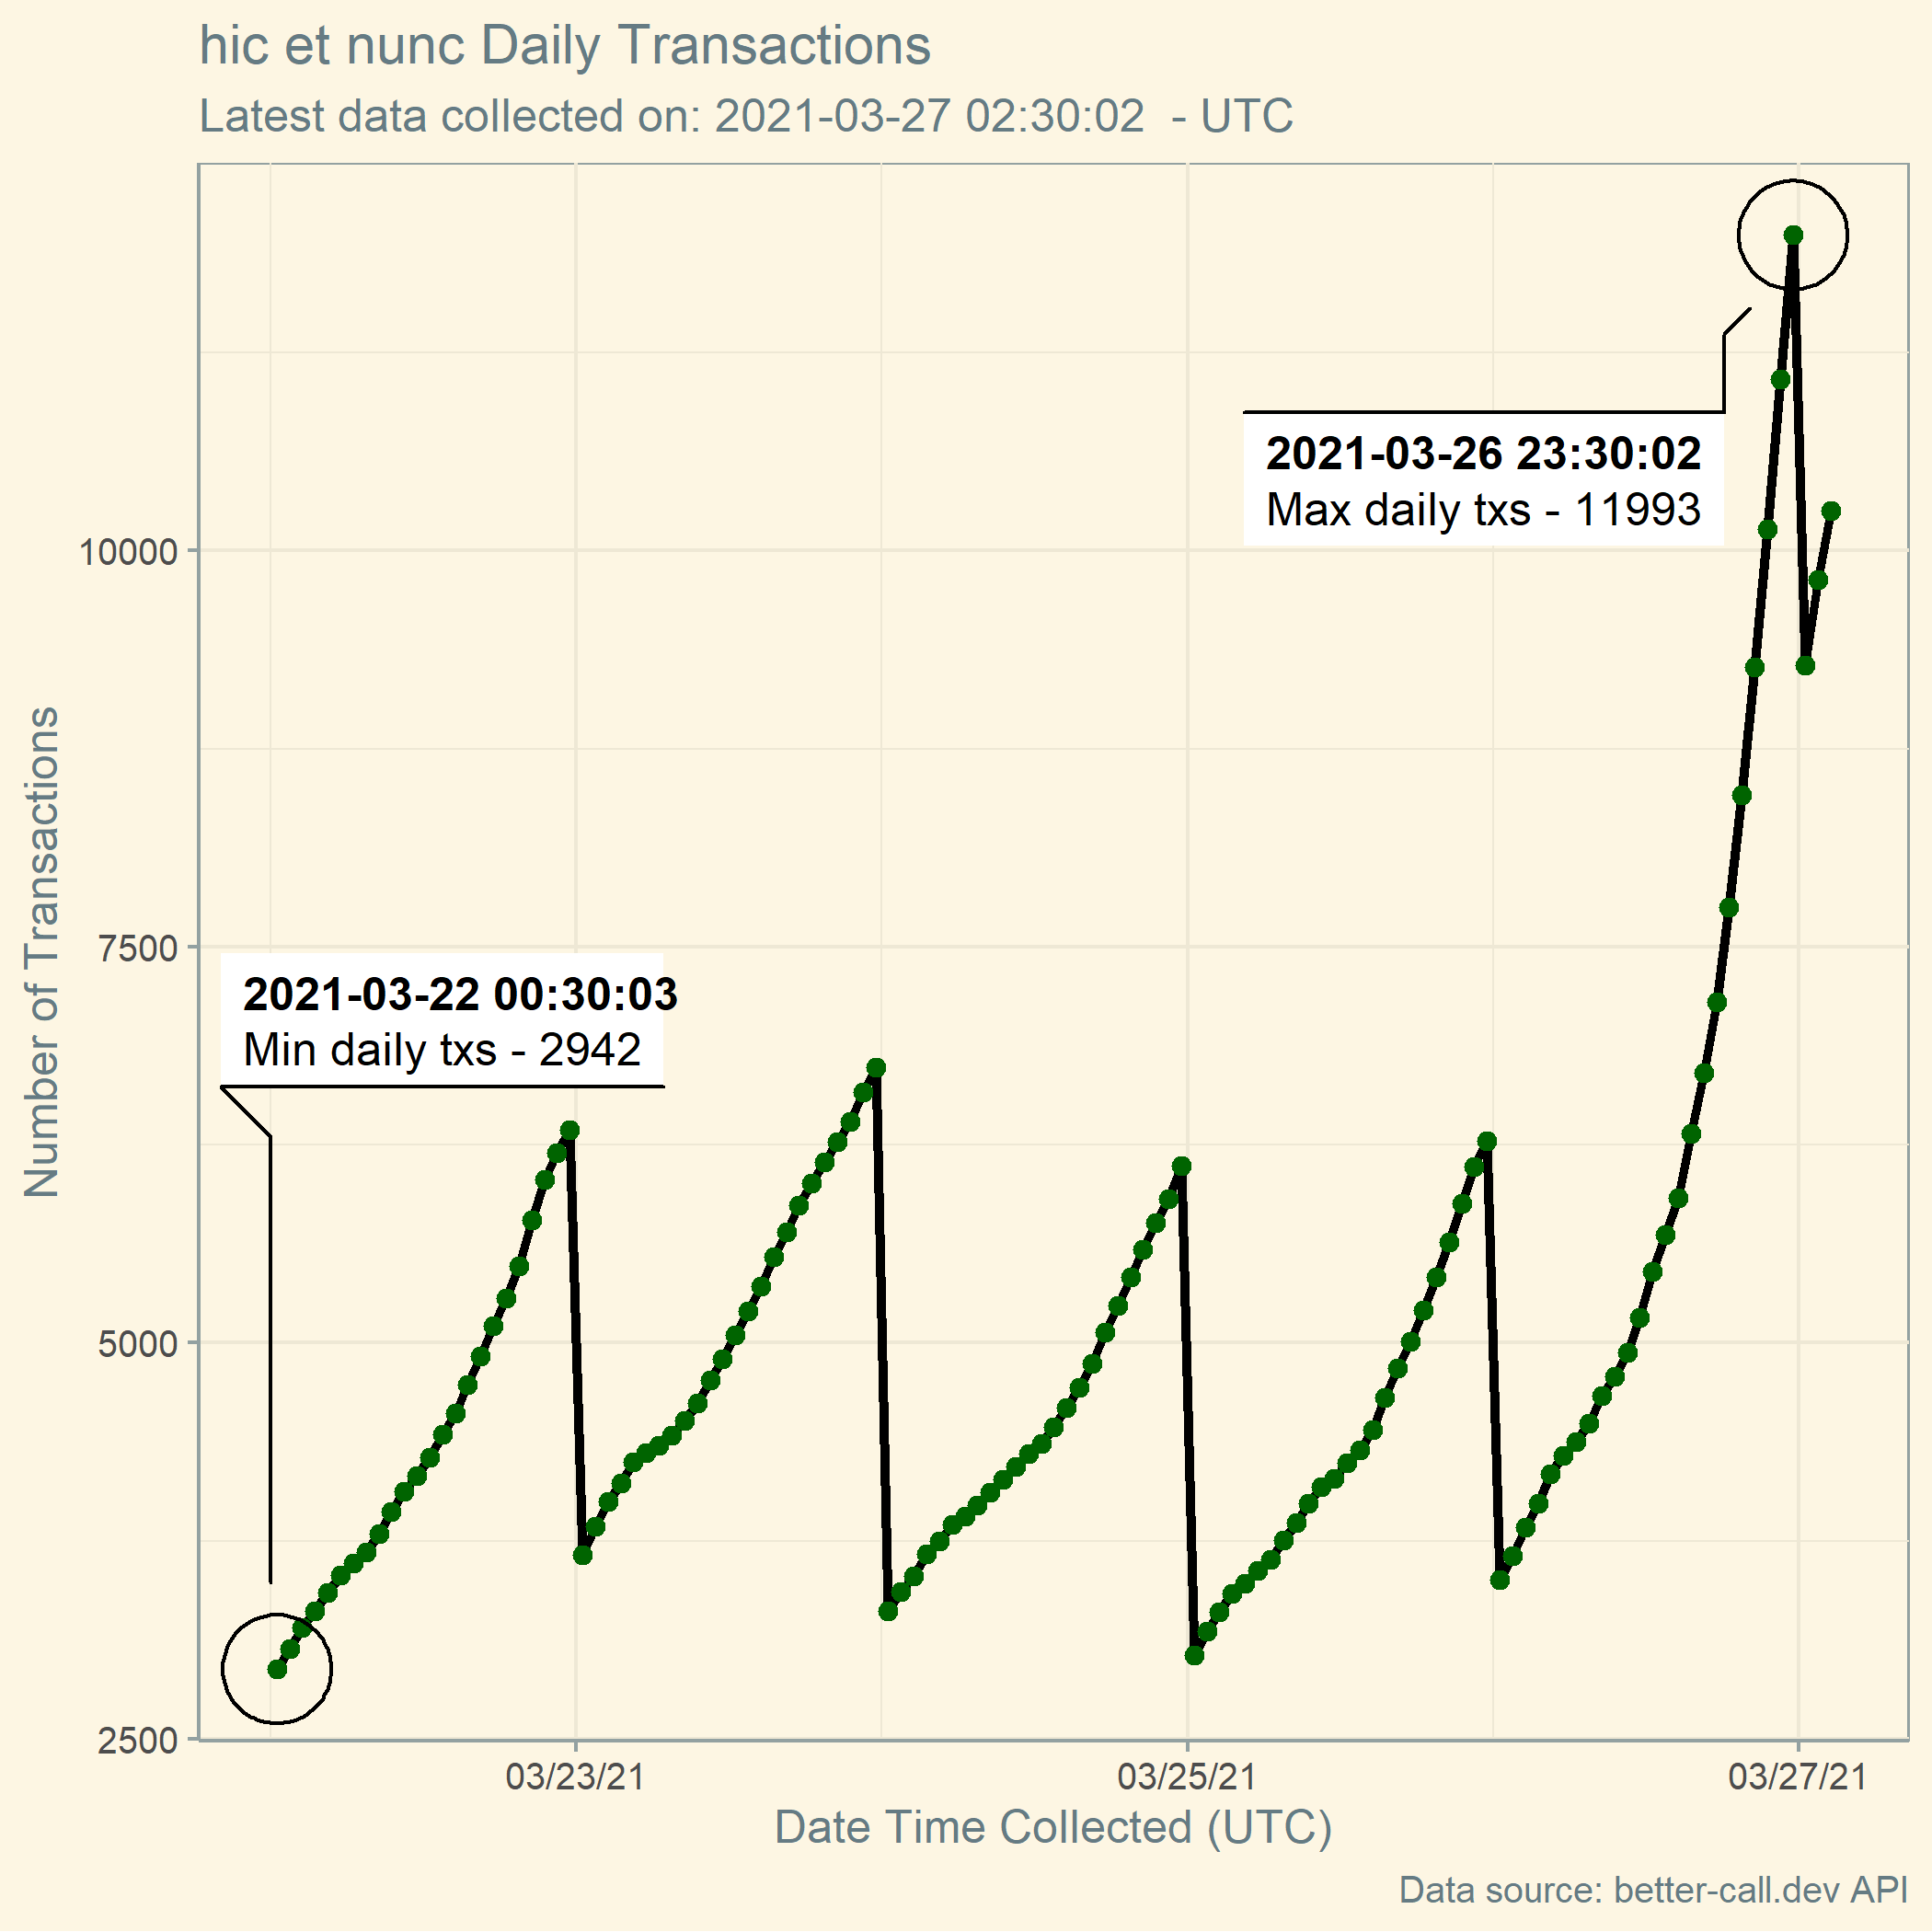 hic et nunc Daily Transactions
Latest data collected on: 2021-03-27 02:30:02  - UTC
Number of Transactions
10000
7500
5000
2500
2021-03-26 23:30:02
Max daily txs - 11993
2021-03-22 00:30:03
Min daily txs - 2942
03/23/21
03/25/21
03/27/21
Date Time Collected (UTC)
Data source: better-call.dev API